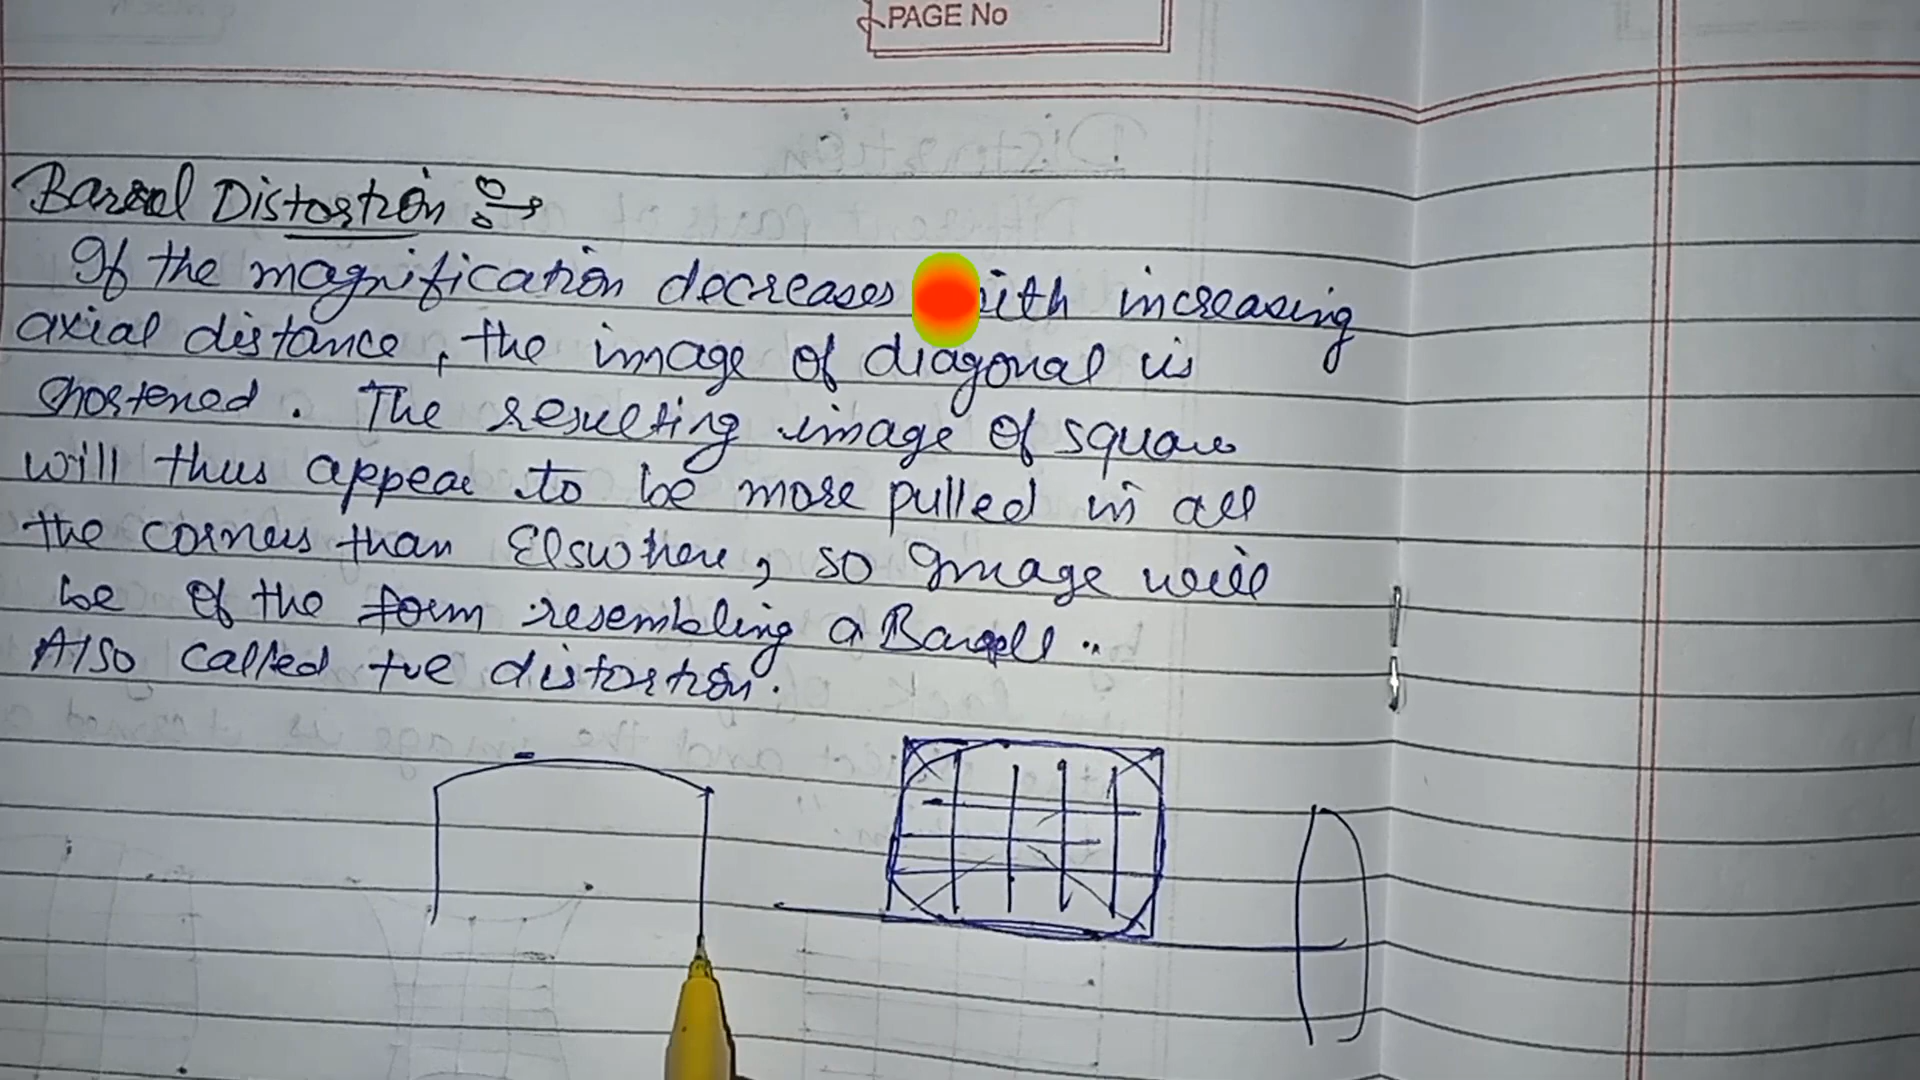 PAGE No
Barrel Distortion :→
If the magnification decreases with increasing
axial distance, the image of diagonal is
shortened. The resulting image of square
will thus appear to be more pulled in all
the corners than Elswhere, so Image will
be of the form resembling a Barrell ..
Also called +ve distortion.